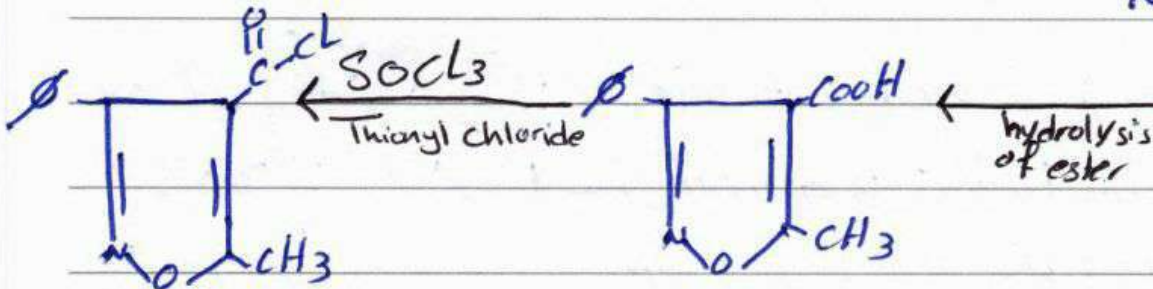 O
C
CL
Ø
SOCL3
Thionyl chloride
N
O
CH3
Ø
COOH
N
O
CH3
hydrolysis
of ester